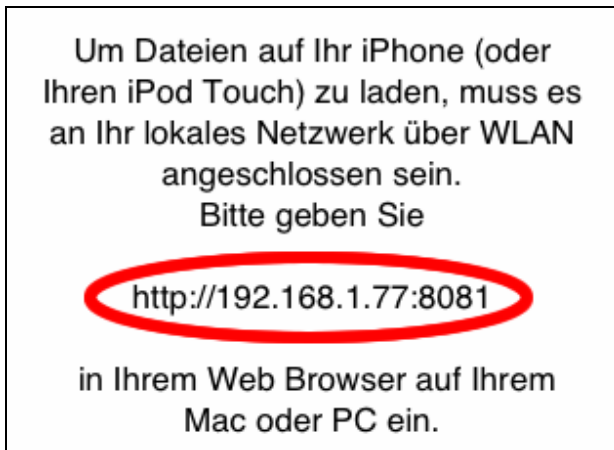 Um Dateien auf Ihr iPhone (oder
Ihren iPod Touch) zu laden, muss es
an Ihr lokales Netzwerk über WLAN
angeschlossen sein.
Bitte geben Sie
http://192.168.1.77:8081
in Ihrem Web Browser auf Ihrem
Mac oder PC ein.